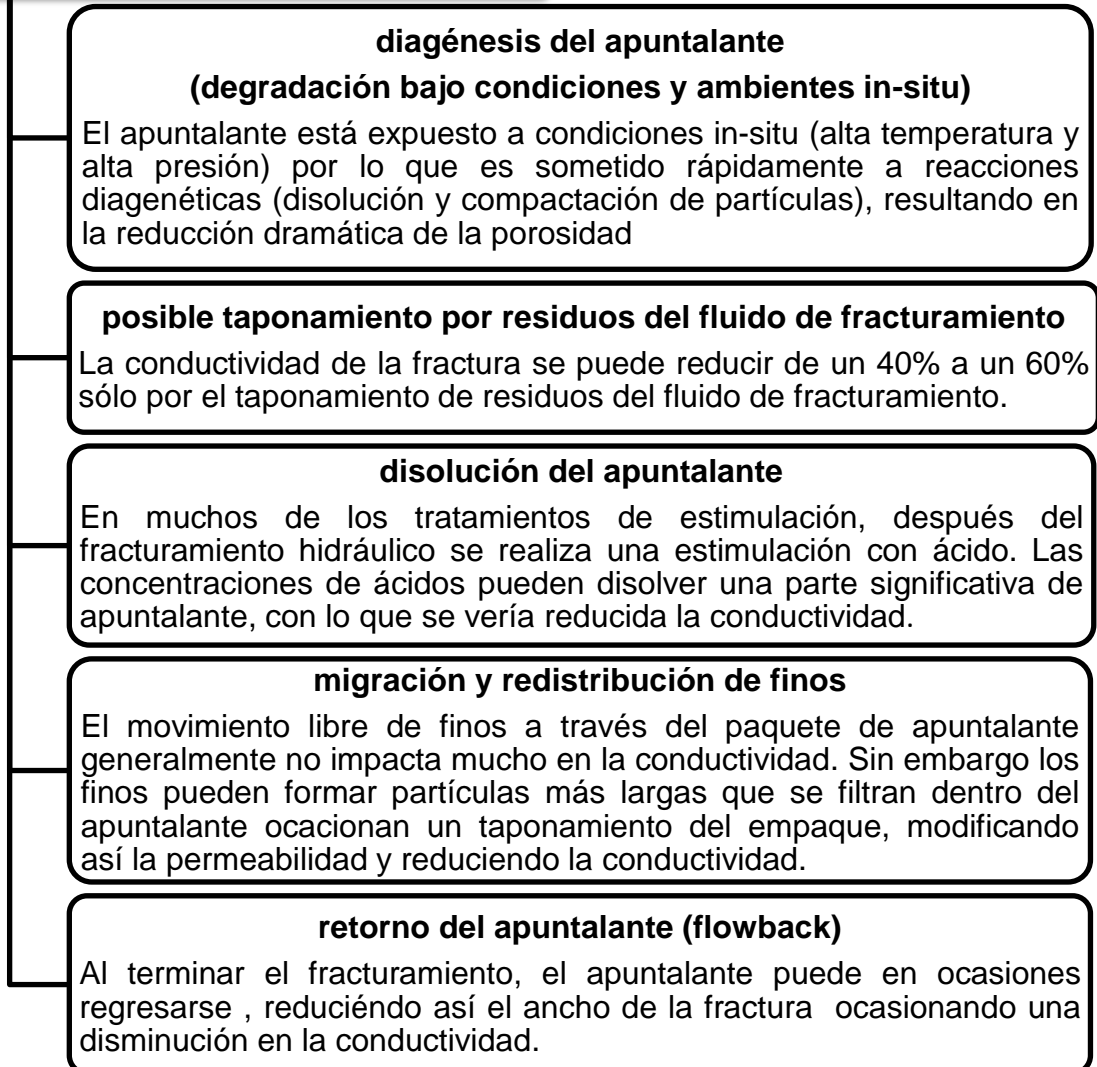 diagénesis del apuntalante
(degradación bajo condiciones y ambientes in-situ)
El apuntalante está expuesto a condiciones in-situ (alta temperatura y
alta presión) por lo que es sometido rápidamente a reacciones
diagenéticas (disolución y compactación de partículas), resultando en
la reducción dramática de la porosidad
posible taponamiento por residuos del fluido de fracturamiento
La conductividad de la fractura se puede reducir de un 40% a un 60%
sólo por el taponamiento de residuos del fluido de fracturamiento.
disolución del apuntalante
En muchos de los tratamientos de estimulación, después del
fracturamiento hidráulico se realiza una estimulación con ácido. Las
concentraciones de ácidos pueden disolver una parte significativa de
apuntalante, con lo que se vería reducida la conductividad.
migración y redistribución de finos
El movimiento libre de finos a través del paquete de apuntalante
generalmente no impacta mucho en la conductividad. Sin embargo los
finos pueden formar partículas más largas que se filtran dentro del
apuntalante ocacionan un taponamiento del empaque, modificando
así la permeabilidad y reduciendo la conductividad.
retorno del apuntalante (flowback)
Al terminar el fracturamiento, el apuntalante puede en ocasiones
regresarse , reduciéndo así el ancho de la fractura ocasionando una
disminución en la conductividad.